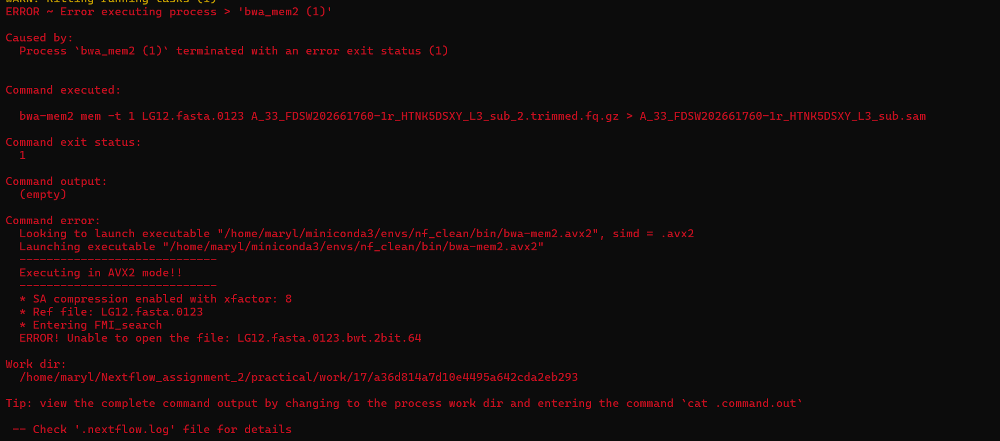 WARN: Killing running tasks (1)
ERROR ~ Error executing process > 'bwa_mem2 (1)'
Caused by:
Process `bwa_mem2 (1)` terminated with an error exit status (1)
Command executed:
bwa-mem2 mem -t 1 LG12.fasta.0123 A_33_FDSW202661760-1r_HTNK5DSXY_L3_sub_2.trimmed.fq.gz > A_33_FDSW202661760-1r_HTNK5DSXY_L3_sub.sam
Command exit status:
1
Command output:
(empty)
Command error:
Looking to launch executable "/home/maryl/miniconda3/envs/nf_clean/bin/bwa-mem2.avx2", simd = .avx2
Launching executable "/home/maryl/miniconda3/envs/nf_clean/bin/bwa-mem2.avx2"
-----------------------------
Executing in AVX2 mode!!
-----------------------------
* SA compression enabled with xfactor: 8
* Ref file: LG12.fasta.0123
* Entering FMI_search
ERROR! Unable to open the file: LG12.fasta.0123.bwt.2bit.64
Work dir:
/home/maryl/Nextflow_assignment_2/practical/work/17/a36d814a7d10e4495a642cda2eb293
Tip: view the complete command output by changing to the process work dir and entering the command `cat .command.out`
-- Check '.nextflow.log' file for details